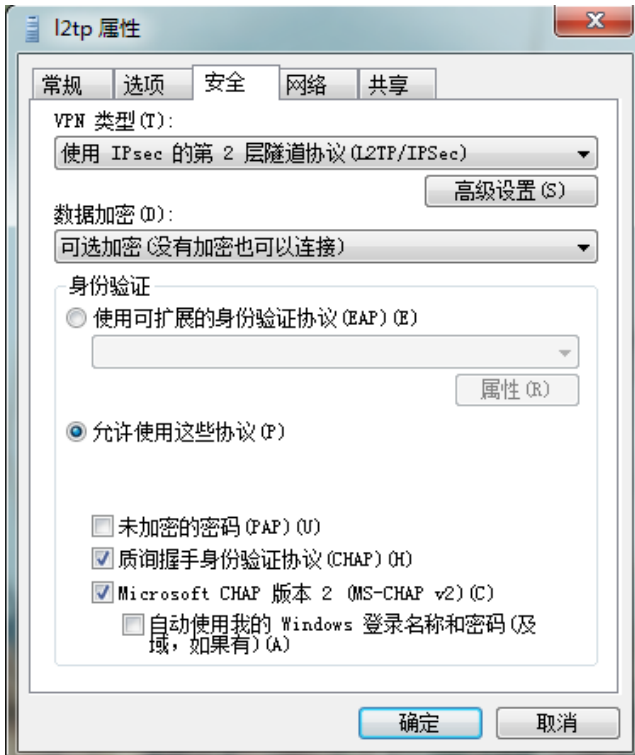 l2tp 属性
常规 选项 安全 网络 共享
VPN 类型(T):
使用 IPsec 的第 2 层隧道协议(L2TP/IPSec)
高级设置(S)
数据加密(D):
可选加密(没有加密也可以连接)
身份验证
使用可扩展的身份验证协议(EAP)(E)
属性(R)
允许使用这些协议(P)
未加密的密码(PAP)(U)
质询握手身份验证协议(CHAP)(H)
Microsoft CHAP 版本 2 (MS-CHAP v2)(C)
自动使用我的 Windows 登录名称和密码(及
域，如果有)(A)
确定 取消